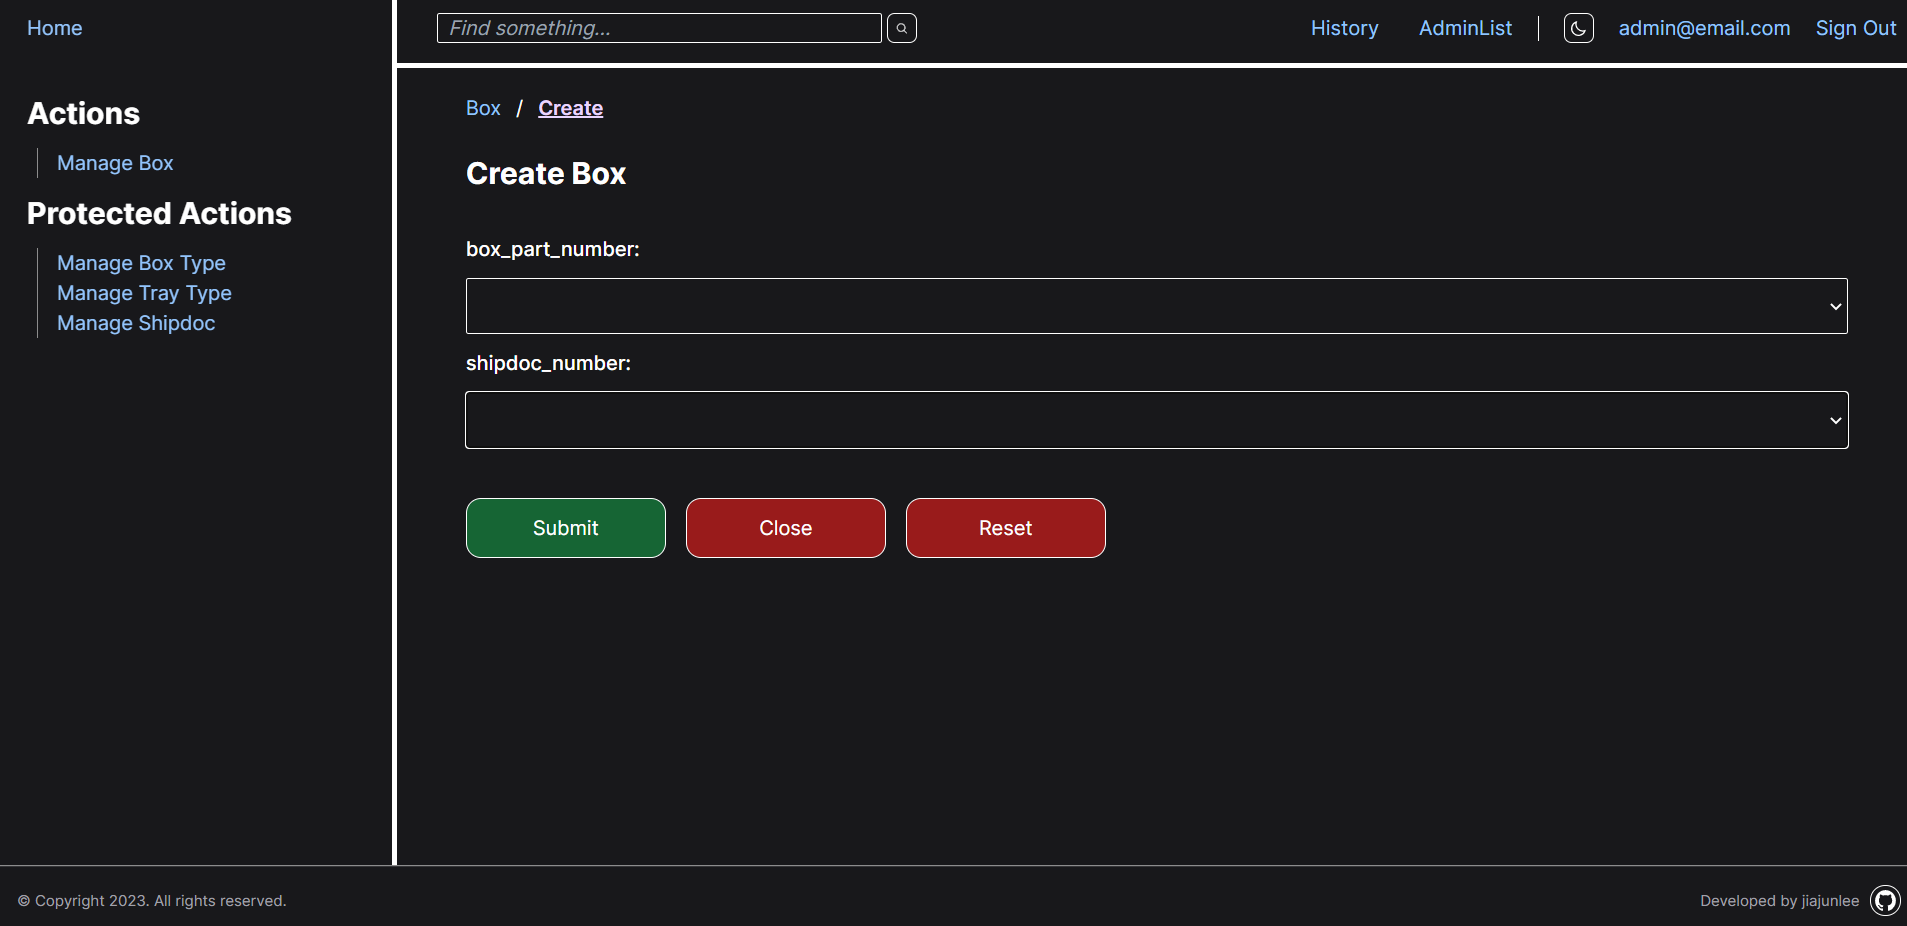 Home
Find something...
History AdminList admin@email.com Sign Out
Actions
Manage Box
Protected Actions
Manage Box Type
Manage Tray Type
Manage Shipdoc
Box / Create
Create Box
box_part_number:
shipdoc_number:
Submit Close Reset
© Copyright 2023. All rights reserved.
Developed by jiajunlee